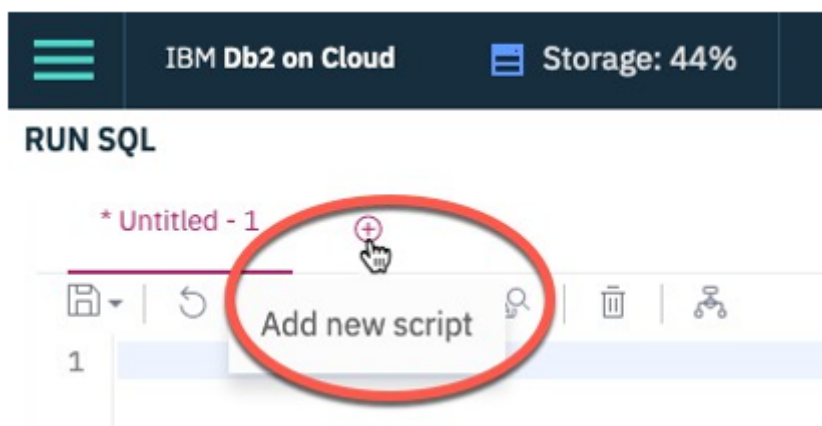 IBM Db2 on Cloud Storage: 44%
RUN SQL
* Untitled - 1
Add new script
1